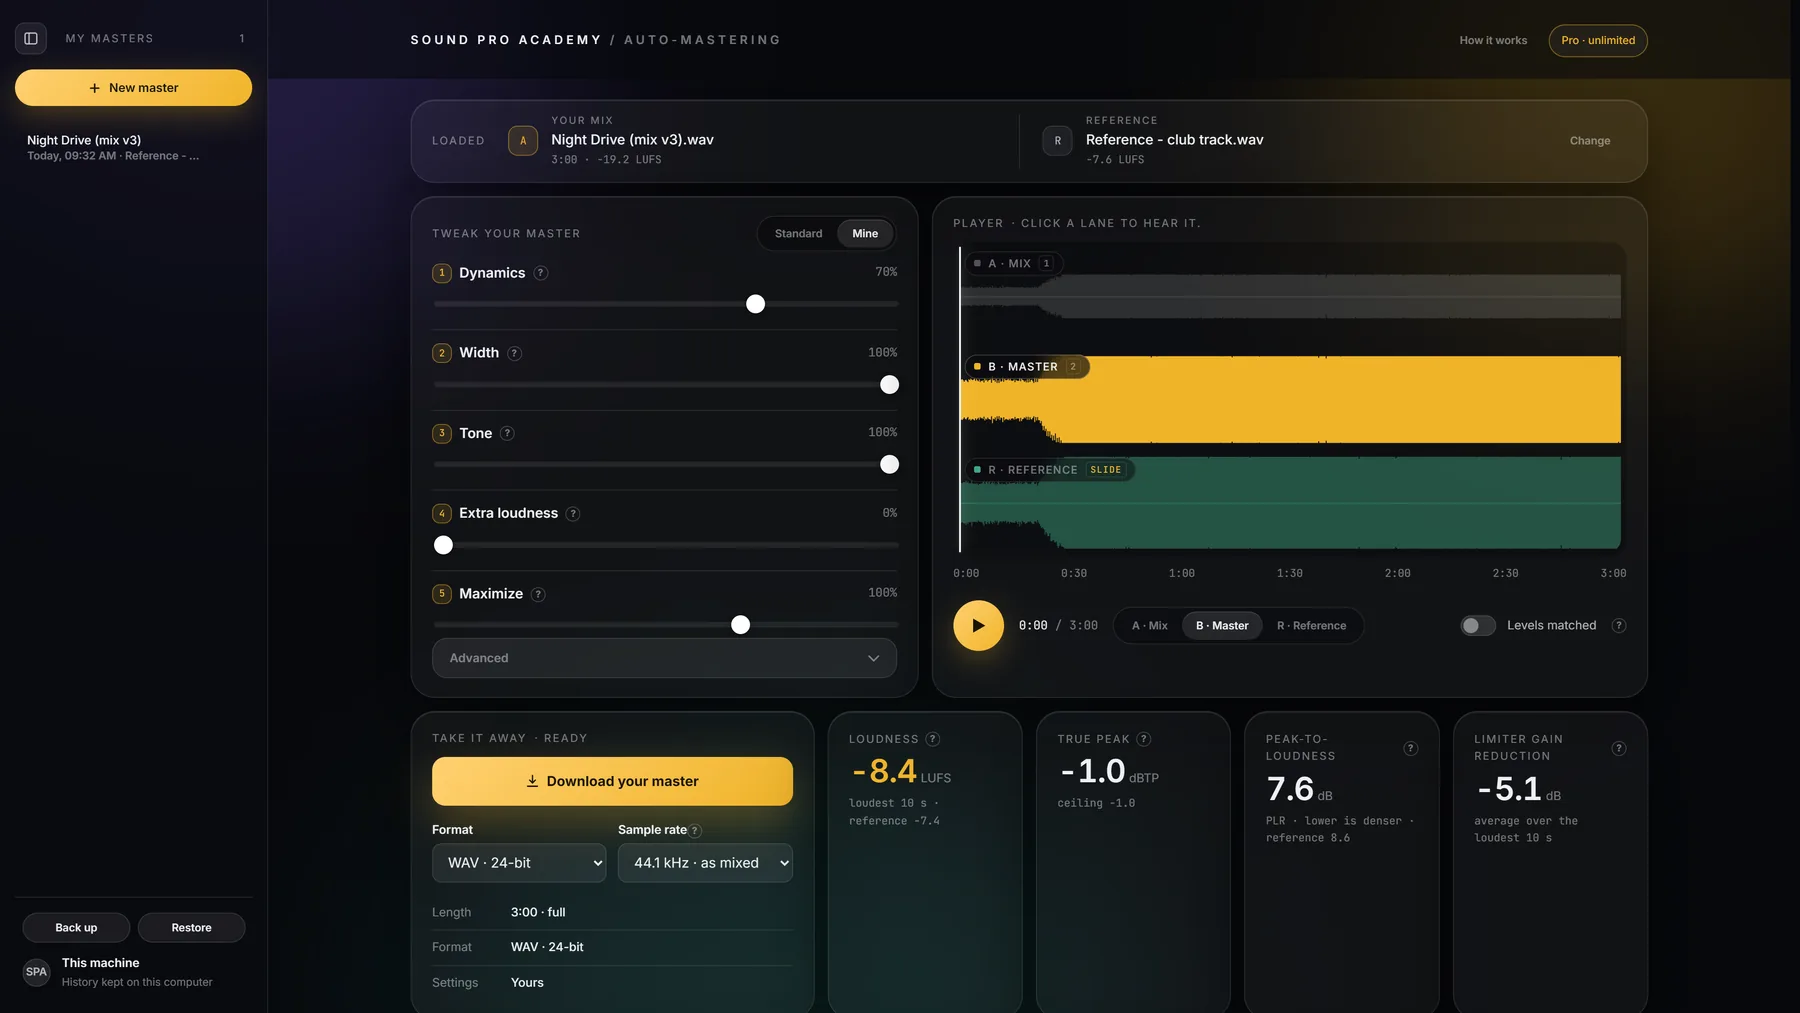 MY MASTERS 1
+ New master
Night Drive (mix v3)
Today, 09:32 AM · Reference - ...
Back up
Restore
SPA
This machine
History kept on this computer
SOUND PRO ACADEMY / AUTO-MASTERING
How it works
Pro · unlimited
LOADED
A
YOUR MIX
Night Drive (mix v3).wav
3:00 · -19.2 LUFS
R
REFERENCE
Reference - club track.wav
-7.6 LUFS
Change
TWEAK YOUR MASTER
Standard
Mine
1 Dynamics ? 70%
2 Width ? 100%
3 Tone ? 100%
4 Extra loudness ? 0%
5 Maximize ? 100%
Advanced
PLAYER · CLICK A LANE TO HEAR IT.
A · MIX 1
B · MASTER 2
R · REFERENCE SLIDE
0:00 0:30 1:00 1:30 2:00 2:30 3:00
0:00 / 3:00
A · Mix
B · Master
R · Reference
Levels matched ?
TAKE IT AWAY · READY
Download your master
Format
WAV · 24-bit
Sample rate ?
44.1 kHz · as mixed
Length 3:00 · full
Format WAV · 24-bit
Settings Yours
LOUDNESS ?
-8.4 LUFS
loudest 10 s ·
reference -7.4
TRUE PEAK ?
-1.0 dBTP
ceiling -1.0
PEAK-TO-
LOUDNESS ?
7.6 dB
PLR · lower is denser ·
reference 8.6
LIMITER GAIN
REDUCTION ?
-5.1 dB
average over the
loudest 10 s